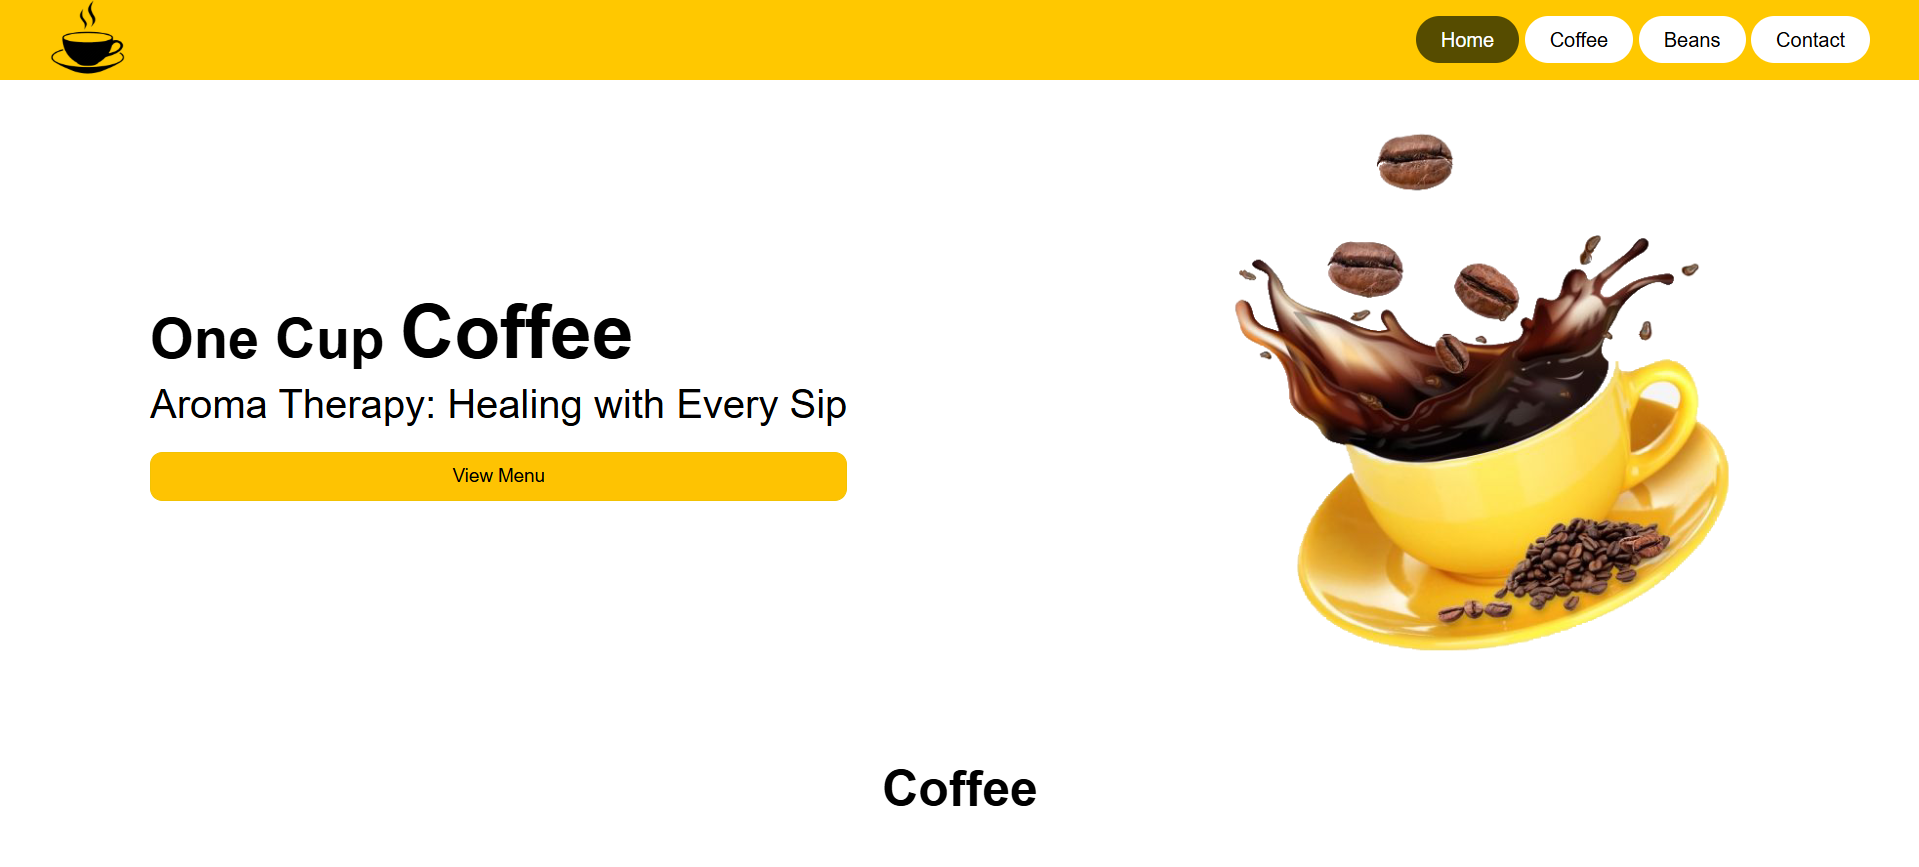 Home Coffee Beans Contact
One Cup Coffee
Aroma Therapy: Healing with Every Sip
View Menu
Coffee